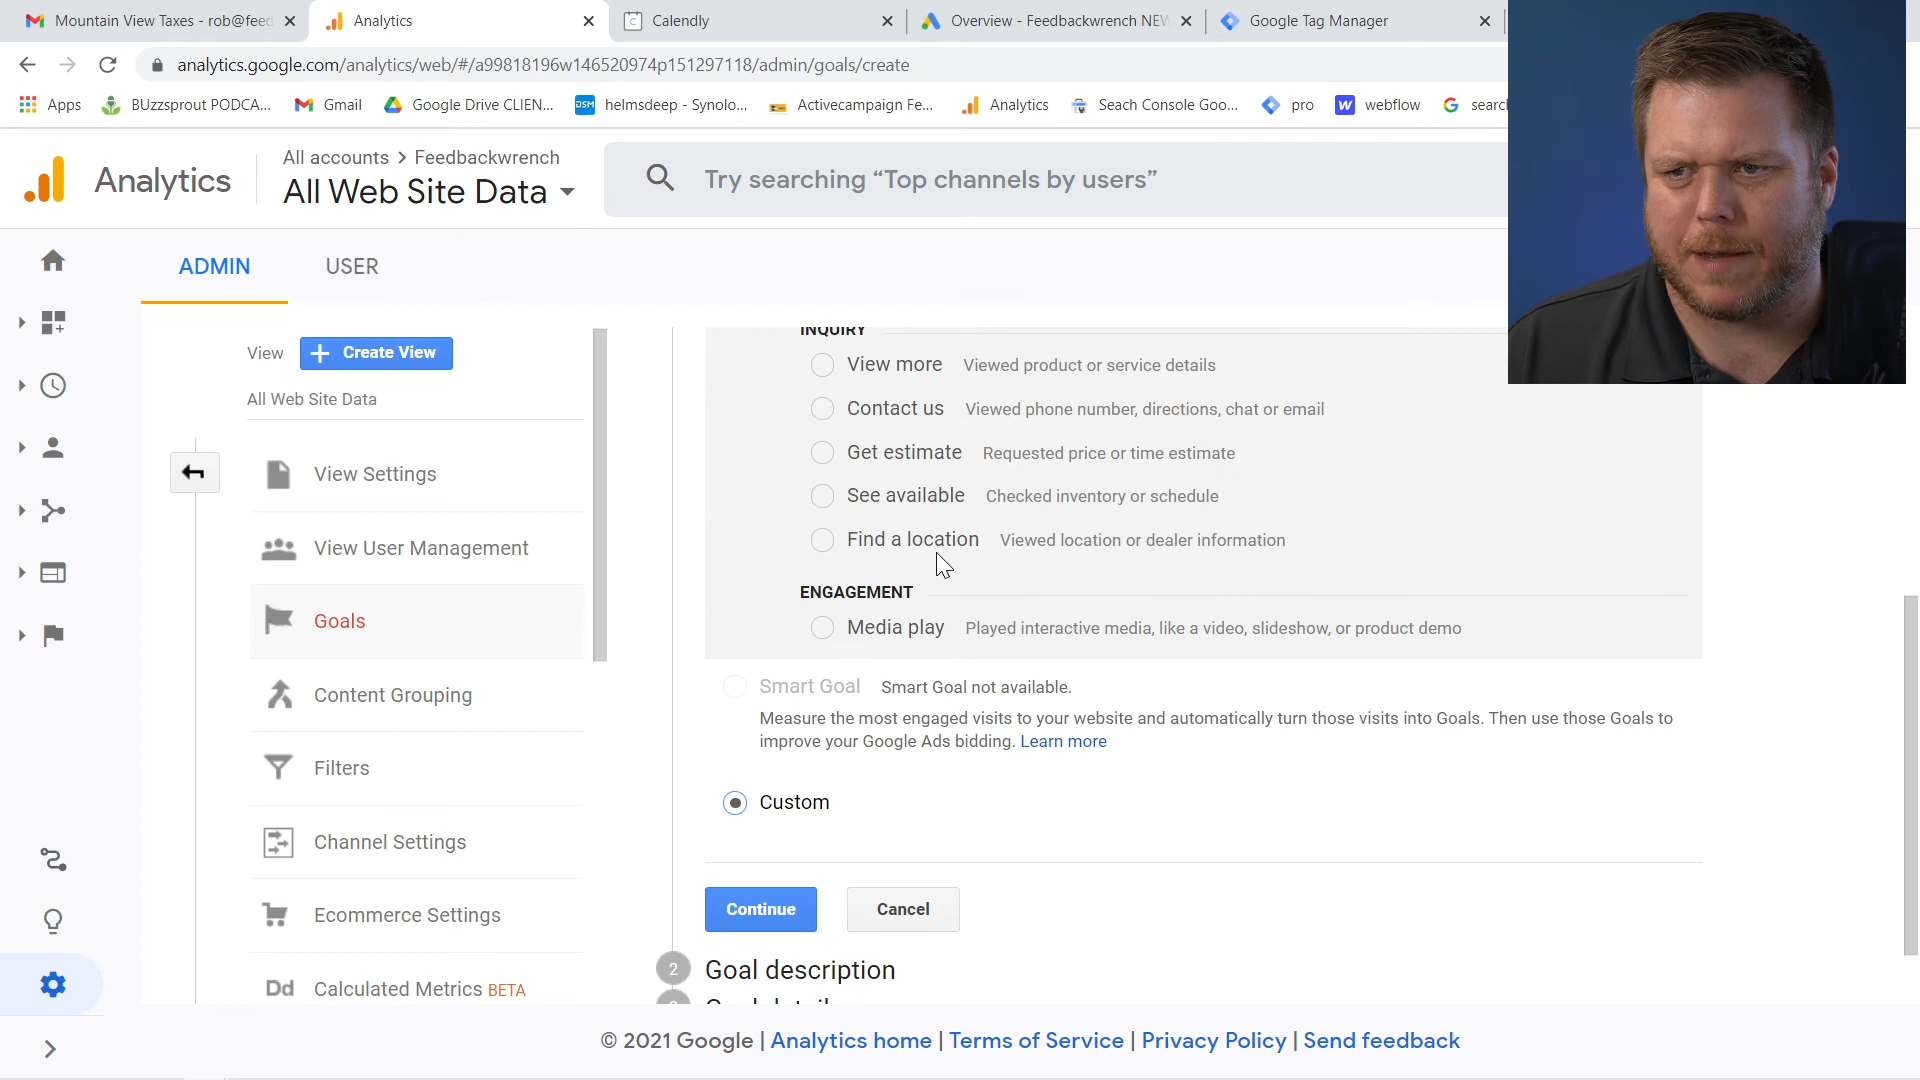 Mountain View Taxes - rob@feed
Analytics
Calendly
Overview - Feedbackwrench NEW
Google Tag Manager
analytics.google.com/analytics/web/#/a99818196w146520974p151297118/admin/goals/create
Apps
BUzzsprout PODCA...
Gmail
Google Drive CLIEN...
DSM
helmsdeep - Synolo...
Activecampaign Fe...
Analytics
Seach Console Goo...
pro
webflow
search
Analytics
All accounts > Feedbackwrench
All Web Site Data
Try searching “Top channels by users”
ADMIN
USER
View
+ Create View
All Web Site Data
View Settings
View User Management
Goals
Content Grouping
Filters
Channel Settings
Ecommerce Settings
Dd Calculated Metrics BETA
INQUIRY
View more Viewed product or service details
Contact us Viewed phone number, directions, chat or email
Get estimate Requested price or time estimate
See available Checked inventory or schedule
Find a location Viewed location or dealer information
ENGAGEMENT
Media play Played interactive media, like a video, slideshow, or product demo
Smart Goal Smart Goal not available.
Measure the most engaged visits to your website and automatically turn those visits into Goals. Then use those Goals to
improve your Google Ads bidding. Learn more
Custom
Continue
Cancel
2 Goal description
© 2021 Google | Analytics home | Terms of Service | Privacy Policy | Send feedback